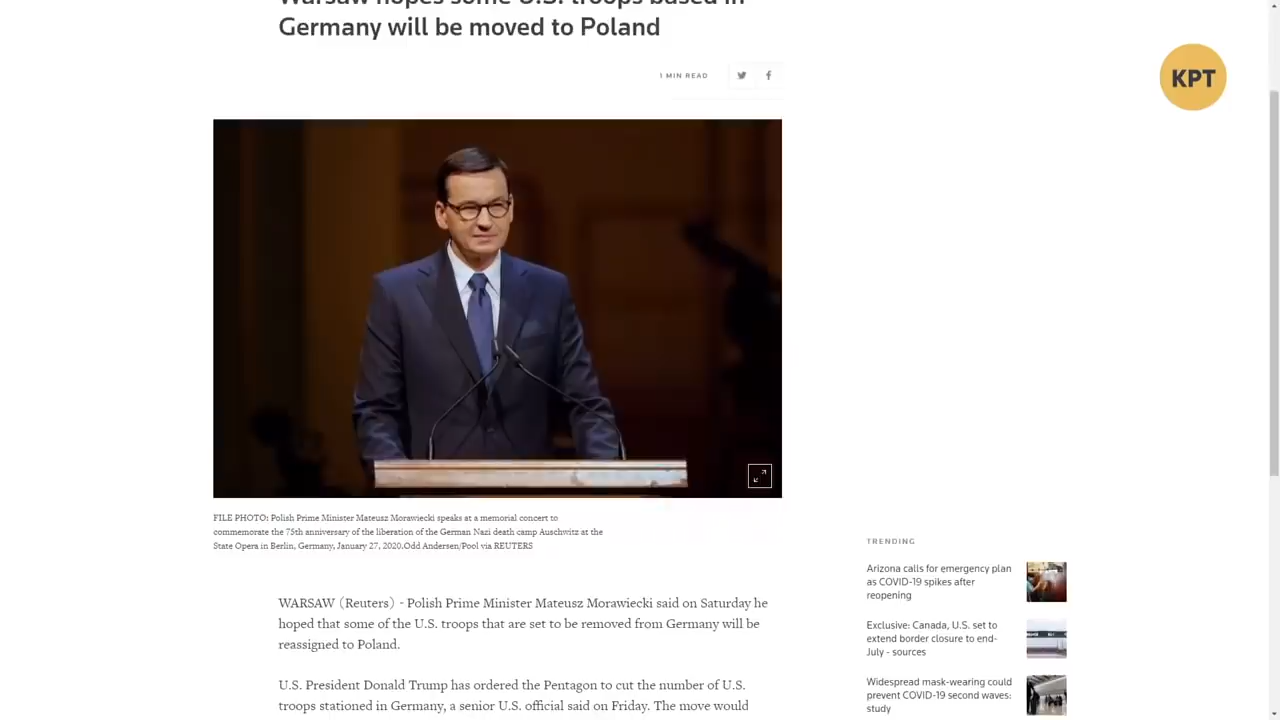 Warsaw hopes some U.S. troops based in
Germany will be moved to Poland
1 MIN READ
KPT
FILE PHOTO: Polish Prime Minister Mateusz Morawiecki speaks at a memorial concert to
commemorate the 75th anniversary of the liberation of the German Nazi death camp Auschwitz at the
State Opera in Berlin, Germany, January 27, 2020.Odd Andersen/Pool via REUTERS
WARSAW (Reuters) - Polish Prime Minister Mateusz Morawiecki said on Saturday he
hoped that some of the U.S. troops that are set to be removed from Germany will be
reassigned to Poland.
U.S. President Donald Trump has ordered the Pentagon to cut the number of U.S.
troops stationed in Germany, a senior U.S. official said on Friday. The move would
TRENDING
Arizona calls for emergency plan
as COVID-19 spikes after
reopening
Exclusive: Canada, U.S. set to
extend border closure to end-
July - sources
Widespread mask-wearing could
prevent COVID-19 second waves:
study